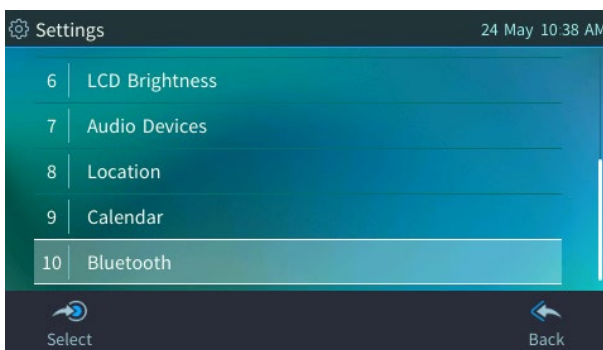 Settings 24 May 10:38 AM
6 LCD Brightness
7 Audio Devices
8 Location
9 Calendar
10 Bluetooth
Select Back